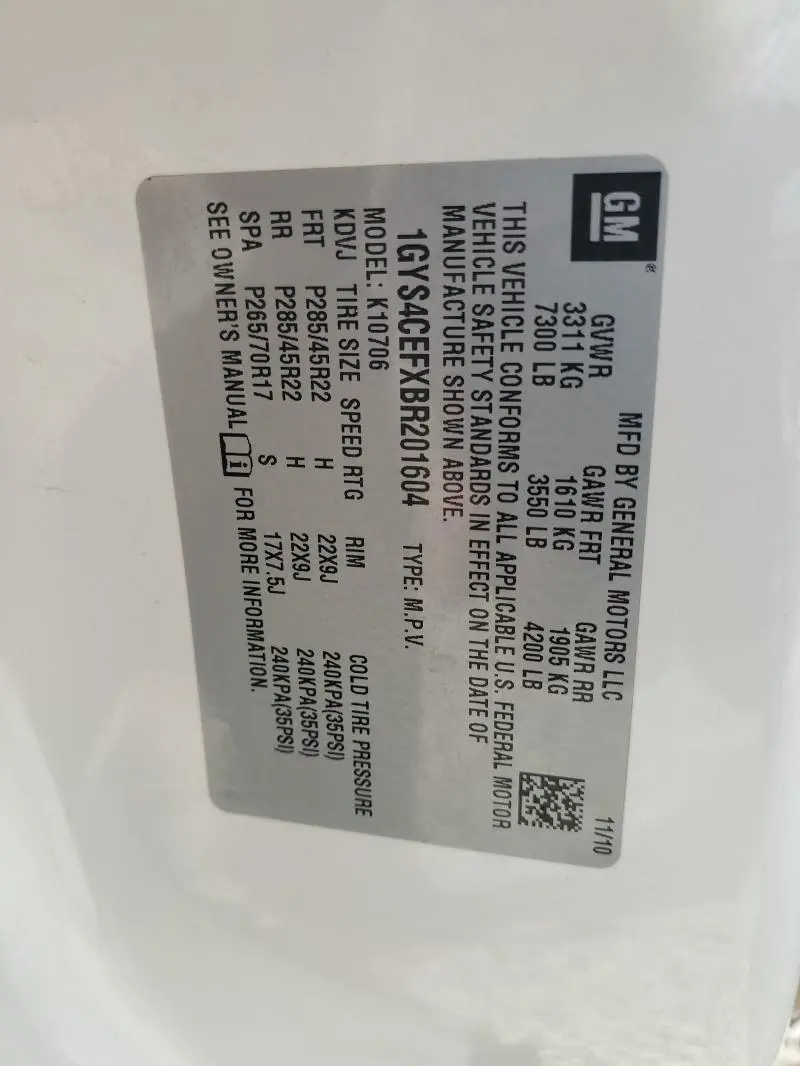 GM ®
MFD BY GENERAL MOTORS LLC 11/10
GVWR GAWR FRT GAWR RR
3311 KG 1610 KG 1905 KG
7300 LB 3550 LB 4200 LB
THIS VEHICLE CONFORMS TO ALL APPLICABLE U.S. FEDERAL MOTOR
VEHICLE SAFETY STANDARDS IN EFFECT ON THE DATE OF
MANUFACTURE SHOWN ABOVE.
1GYS4CEFXBR201604 TYPE: M.P.V.
MODEL: K10706
KDVJ TIRE SIZE SPEED RTG RIM COLD TIRE PRESSURE
FRT P285/45R22 H 22X9J 240KPA(35PSI)
RR P285/45R22 H 22X9J 240KPA(35PSI)
SPA P265/70R17 S 17X7.5J 240KPA(35PSI)
SEE OWNER'S MANUAL FOR MORE INFORMATION.